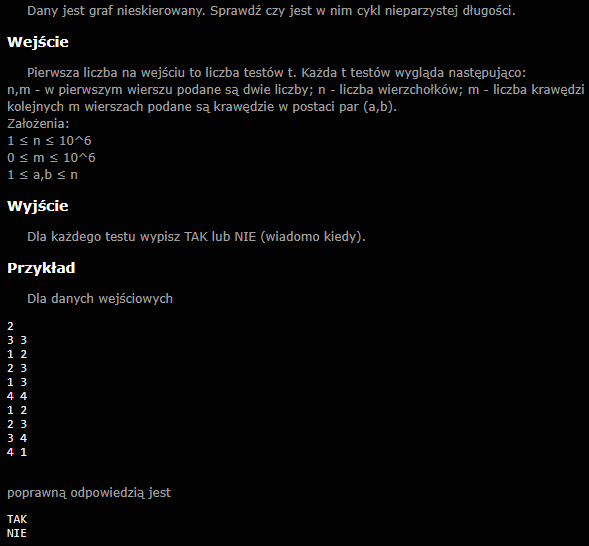 Dany jest graf nieskierowany. Sprawdź czy jest w nim cykl nieparzystej długości.
Wejście
Pierwsza liczba na wejściu to liczba testów t. Każda t testów wygląda następująco:
n,m - w pierwszym wierszu podane są dwie liczby; n - liczba wierzchołków; m - liczba krawędzi
kolejnych m wierszach podane są krawędzie w postaci par (a,b).
Założenia:
1 ≤ n ≤ 10^6
0 ≤ m ≤ 10^6
1 ≤ a,b ≤ n
Wyjście
Dla każdego testu wypisz TAK lub NIE (wiadomo kiedy).
Przykład
Dla danych wejściowych
2
3 3
1 2
2 3
1 3
4 4
1 2
2 3
3 4
4 1
poprawną odpowiedzią jest
TAK
NIE